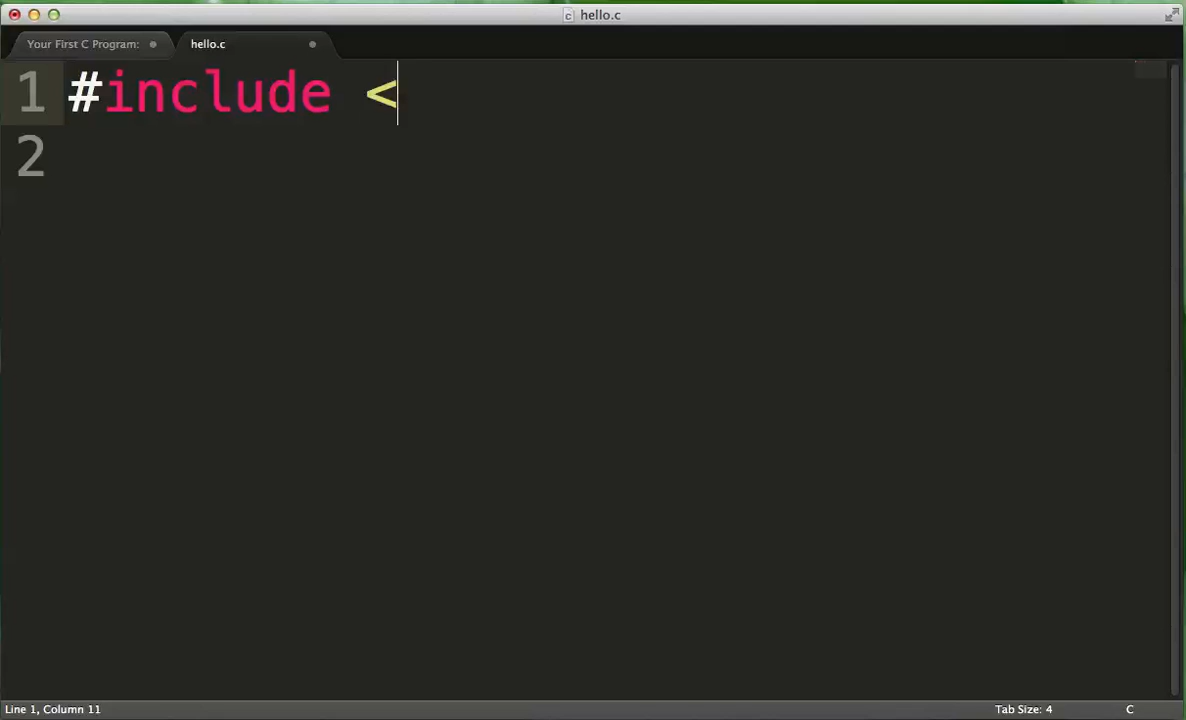 hello.c
Your First C Program:
hello.c
1 #include <
2
Line 1, Column 11
Tab Size: 4
C